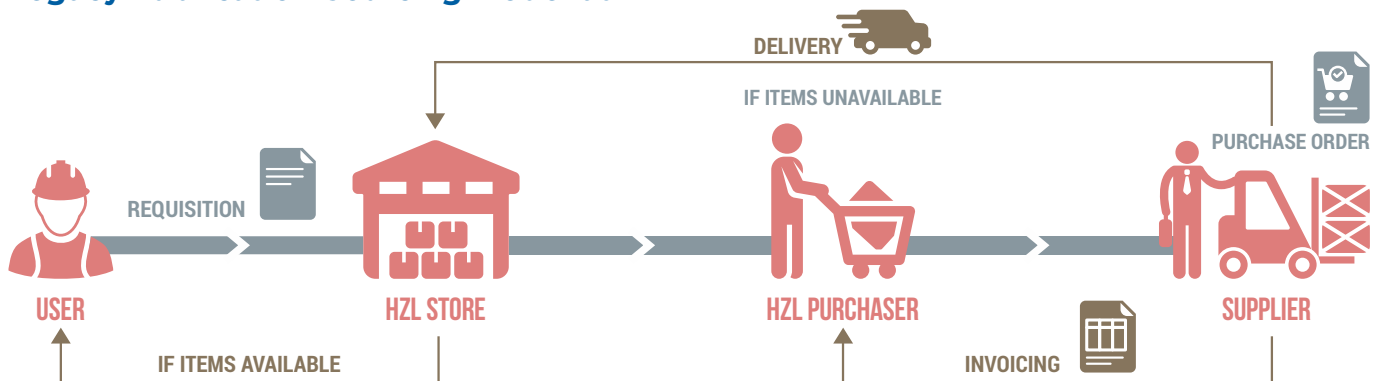 DELIVERY
IF ITEMS UNAVAILABLE
PURCHASE ORDER
REQUISITION
USER
HZL STORE
HZL PURCHASER
SUPPLIER
IF ITEMS AVAILABLE
INVOICING